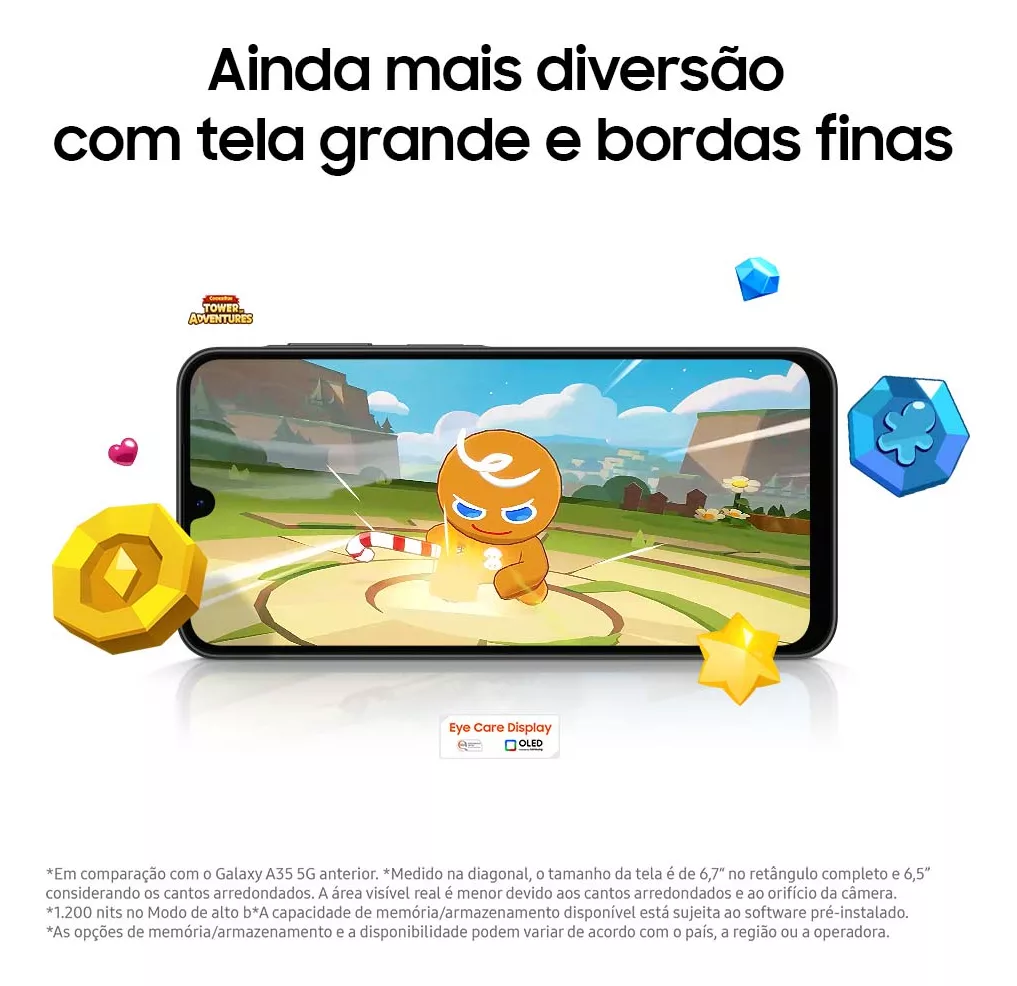 Ainda mais diversão
com tela grande e bordas finas
CookieRun
TOWER OF
ADVENTURES
Eye Care Display
OLED
*Em comparação com o Galaxy A35 5G anterior. *Medido na diagonal, o tamanho da tela é de 6,7” no retângulo completo e 6,5”
considerando os cantos arredondados. A área visível real é menor devido aos cantos arredondados e ao orifício da câmera.
*1.200 nits no Modo de alto b*A capacidade de memória/armazenamento disponível está sujeita ao software pré-instalado.
*As opções de memória/armazenamento e a disponibilidade podem variar de acordo com o país, a região ou a operadora.